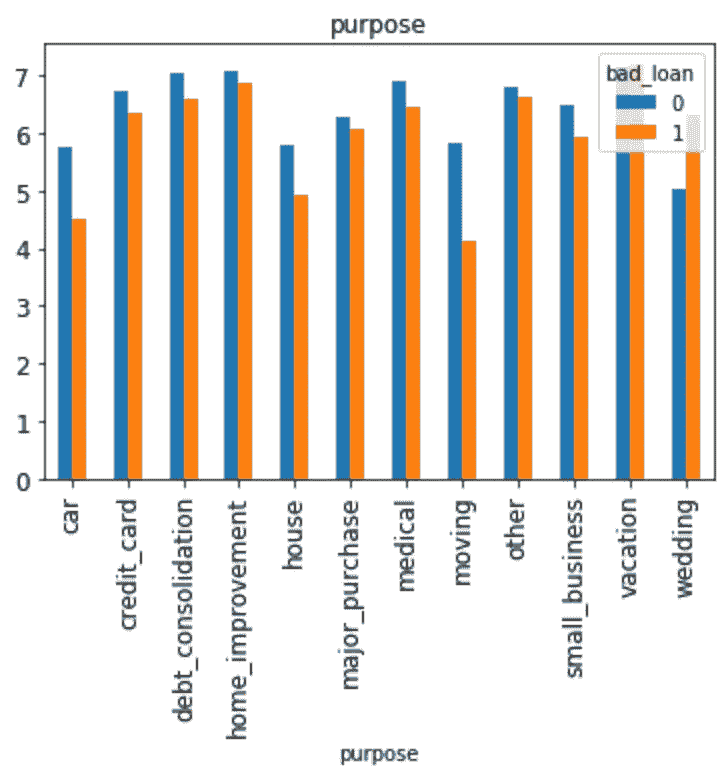 purpose
bad_loan
0
1
7
6
5
4
3
2
1
0
car
credit_card
debt_consolidation
home_improvement
house
major_purchase
medical
moving
other
small_business
vacation
wedding
purpose